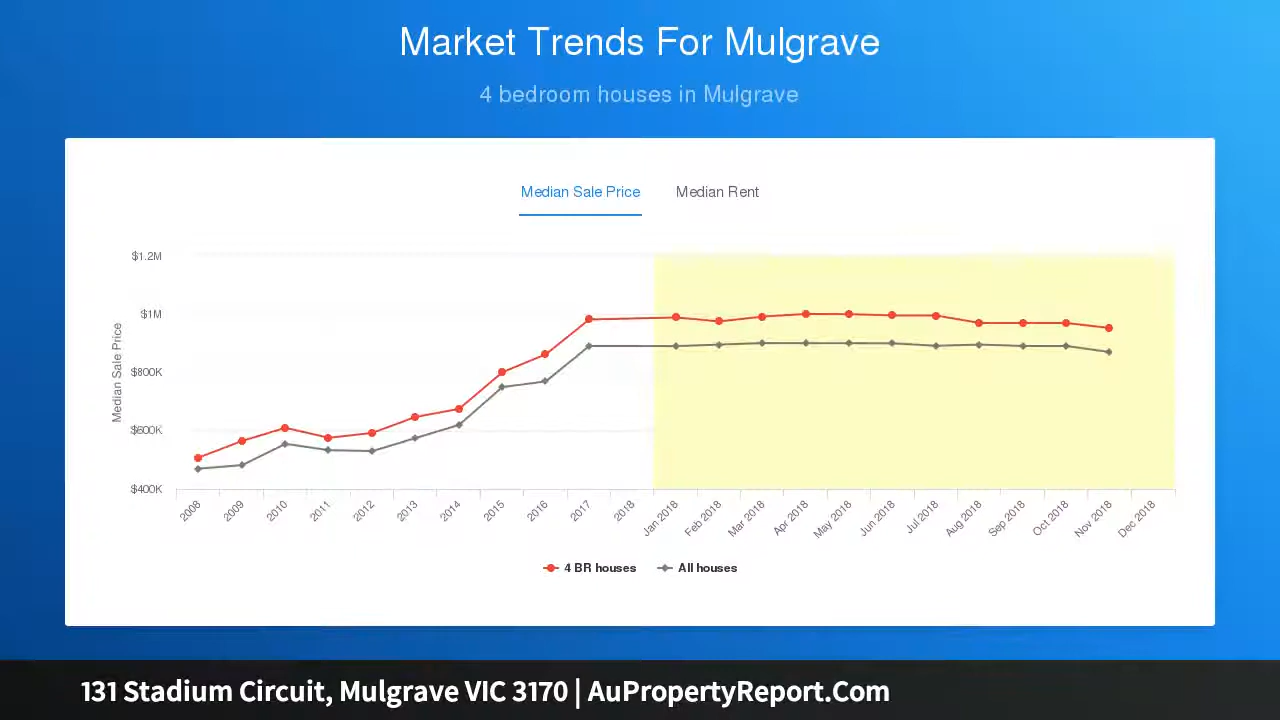 Market Trends For Mulgrave
4 bedroom houses in Mulgrave
Median Sale Price Median Rent
Median Sale Price
$1.2M
$1M
$800K
$600K
$400K
2008 2009 2010 2011 2012 2013 2014 2015 2016 2017 2018 Jan 2018 Feb 2018 Mar 2018 Apr 2018 May 2018 Jun 2018 Jul 2018 Aug 2018 Sep 2018 Oct 2018 Nov 2018 Dec 2018
4 BR houses All houses
131 Stadium Circuit, Mulgrave VIC 3170 | AuPropertyReport.Com